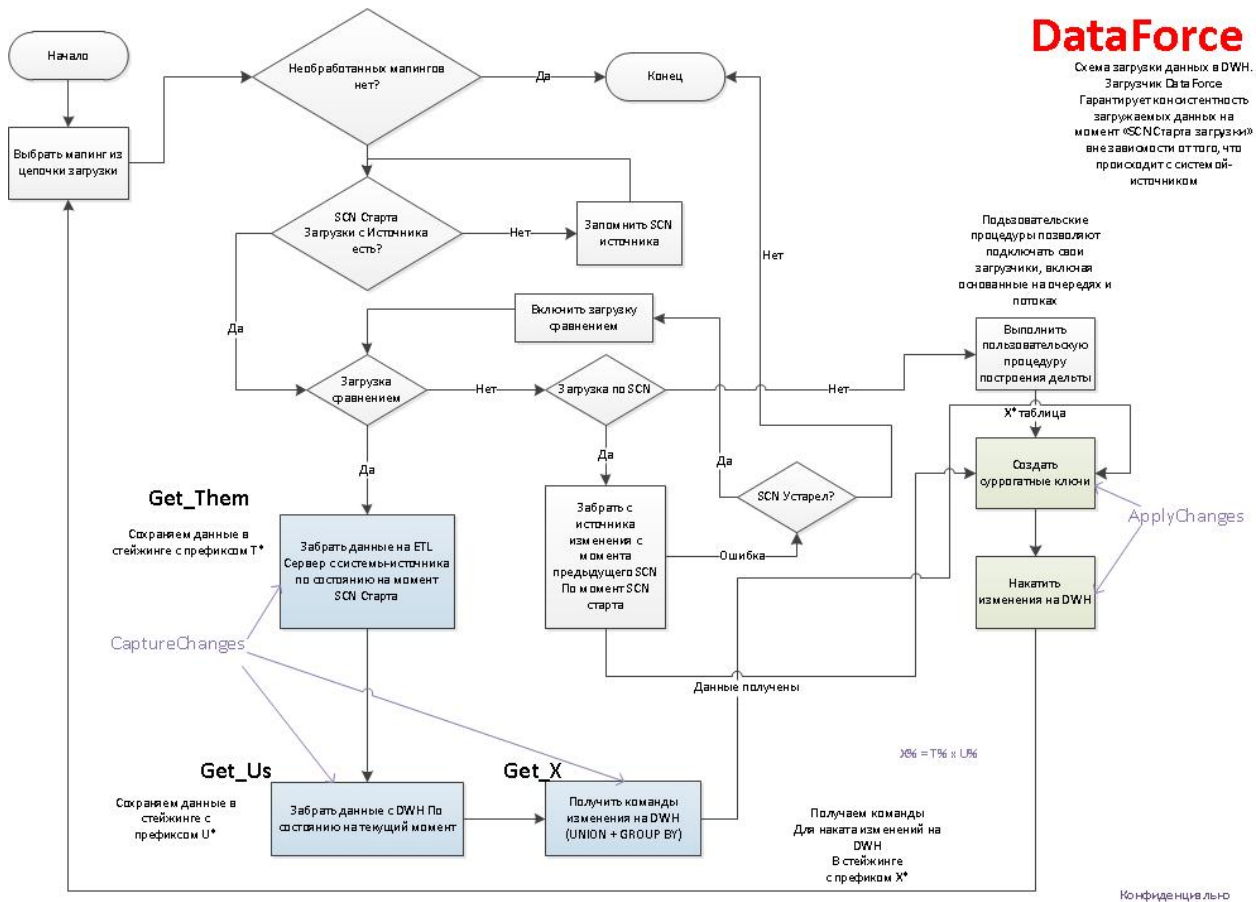 DataForce
Схема загрузки данных в DWH.
Загрузчик DataForce
Гарантирует консистентность
загружаемых данных на
момент «SCN Старта загрузки»
вне зависмости от того, что
происходит с системой-
источником
Начало
Необработанных мапингов
нет?
Да
Конец
Выбрать мапинг из
цепочки загрузки
SCN Старта
Загрузки с Источника
есть?
Нет
Запомнить SCN
источника
Нет
Да
Подьзовательские
процедуры позволяют
подключать свои
загрузчики, включая
основанные на очередях и
потоках
Включить загрузку
сравнением
Загрузка
сравнением
Нет
Загрузка по SCN
Нет
Выполнить
пользовательскую
процедуру
построения дельты
X* таблица
Да
Да
Да
SCN Устарел?
Создать
суррогатные ключи
ApplyChanges
Get_Them
Сохраняем данные в
стейжинге с префиксом T*
Забрать данные на ETL
Сервер с системы-источника
по состоянию на момент
SCN Старта
Забрать с
источника
изменения с
момента
предыдущего SCN
По момент SCN
старта
Ошибка
Накатить
изменения на DWH
CaptureChanges
Данные получены
X% = T% x U%
Get_Us
Сохраняем данные в
стейжинге с
префиксом U*
Забрать данные с DWH По
состоянию на текущий момент
Get_X
Получить команды
изменения на DWH
(UNION + GROUP BY)
Получаем команды
Для наката изменений на
DWH
В стейжинге
с префиком X*
Конфиденциально